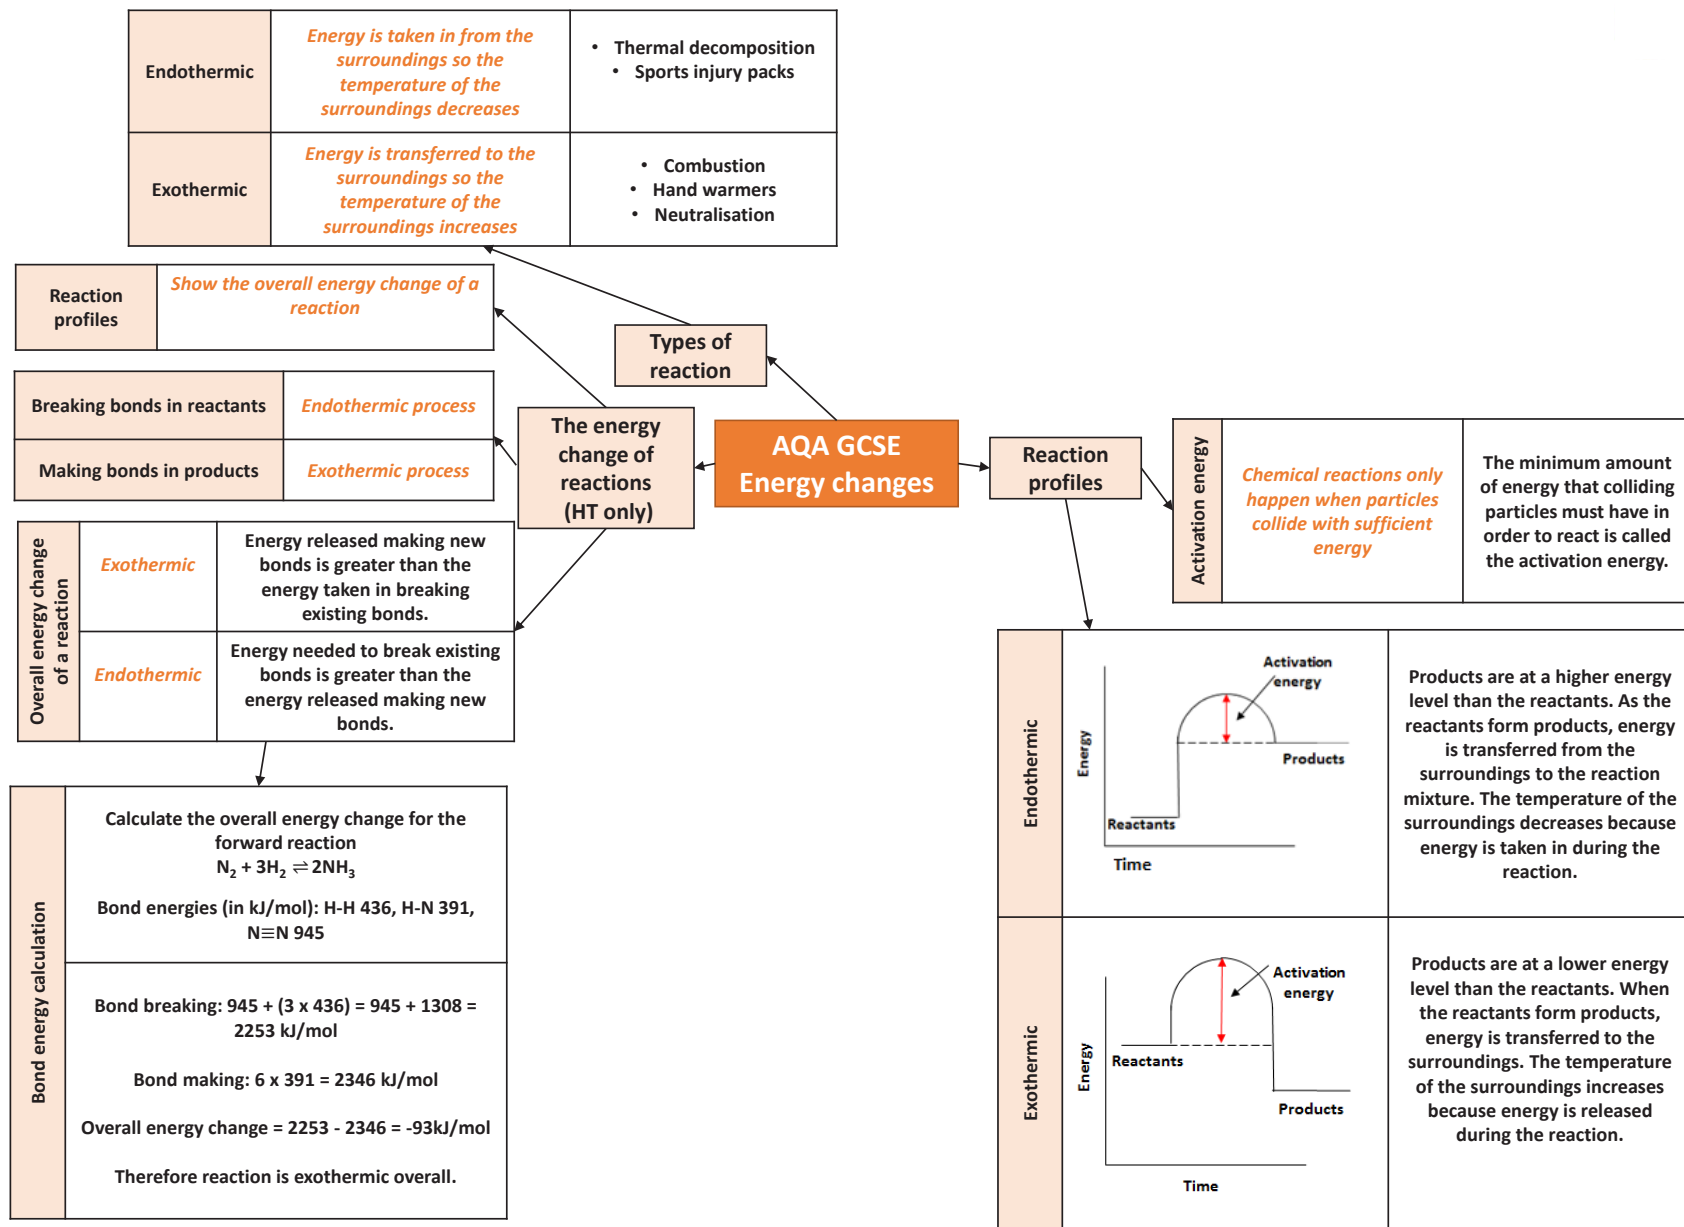 Endothermic
Energy is taken in from the
surroundings so the
temperature of the
surroundings decreases
• Thermal decomposition
• Sports injury packs
Exothermic
Energy is transferred to the
surroundings so the
temperature of the
surroundings increases
• Combustion
• Hand warmers
• Neutralisation
Reaction
profiles
Show the overall energy change of a
reaction
Types of
reaction
Breaking bonds in reactants
Endothermic process
Making bonds in products
Exothermic process
The energy
change of
reactions
(HT only)
AQA GCSE
Energy changes
Reaction
profiles
Activation energy
Chemical reactions only
happen when particles
collide with sufficient
energy
The minimum amount
of energy that colliding
particles must have in
order to react is called
the activation energy.
Overall energy change
of a reaction
Exothermic
Energy released making new
bonds is greater than the
energy taken in breaking
existing bonds.
Endothermic
Energy needed to break existing
bonds is greater than the
energy released making new
bonds.
Bond energy calculation
Calculate the overall energy change for the
forward reaction
N₂ + 3H₂ ⇌ 2NH₃
Bond energies (in kJ/mol): H-H 436, H-N 391,
N≡N 945
Bond breaking: 945 + (3 x 436) = 945 + 1308 =
2253 kJ/mol
Bond making: 6 x 391 = 2346 kJ/mol
Overall energy change = 2253 - 2346 = -93kJ/mol
Therefore reaction is exothermic overall.
Endothermic
Activation
energy
Energy
Products
Reactants
Time
Products are at a higher energy
level than the reactants. As the
reactants form products, energy
is transferred from the
surroundings to the reaction
mixture. The temperature of the
surroundings decreases because
energy is taken in during the
reaction.
Exothermic
Activation
energy
Energy
Reactants
Products
Time
Products are at a lower energy
level than the reactants. When
the reactants form products,
energy is transferred to the
surroundings. The temperature
of the surroundings increases
because energy is released
during the reaction.